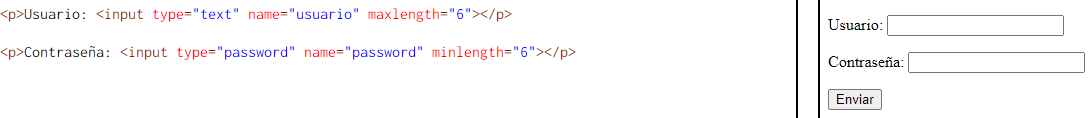 <p>Usuario: <input type="text" name="usuario" maxlength="6"></p>
<p>Contraseña: <input type="password" name="password" minlength="6"></p>
Usuario:
Contraseña:
Enviar